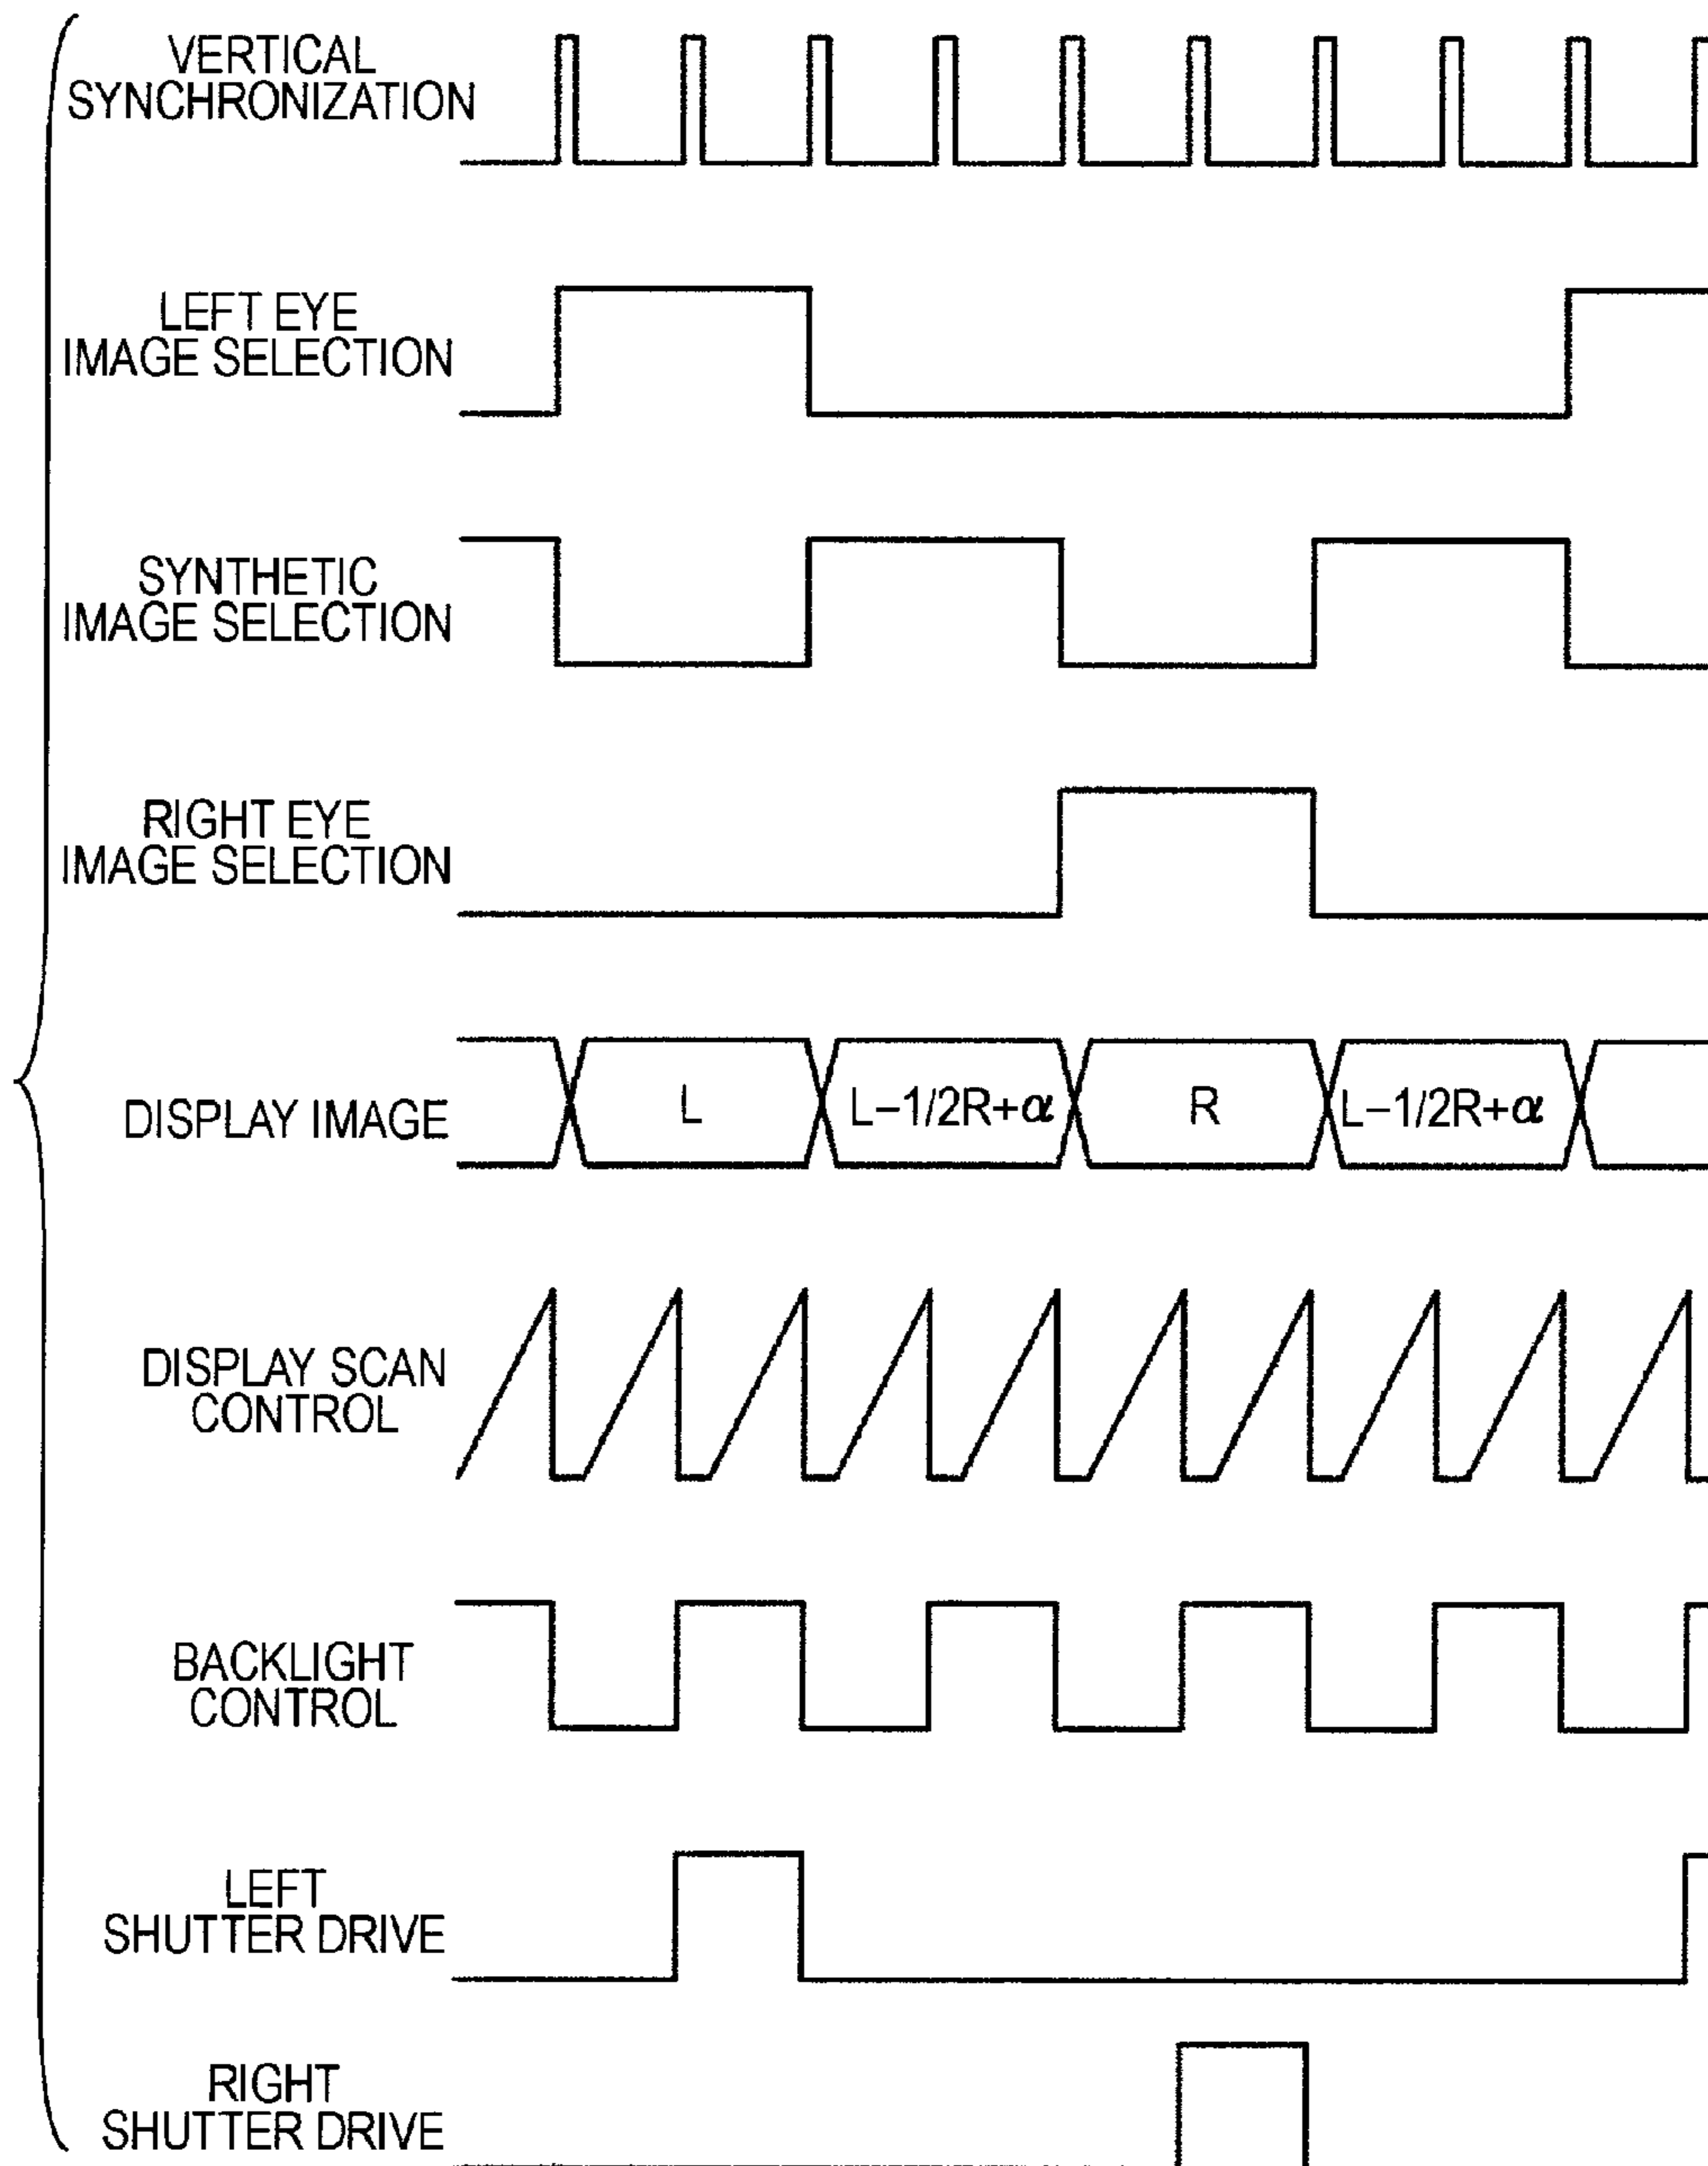 VERTICAL
SYNCHRONIZATION
LEFT EYE
IMAGE SELECTION
SYNTHETIC
IMAGE SELECTION
RIGHT EYE
IMAGE SELECTION
DISPLAY IMAGE
L
L−1/2R+α
R
L−1/2R+α
DISPLAY SCAN
CONTROL
BACKLIGHT
CONTROL
LEFT
SHUTTER DRIVE
RIGHT
SHUTTER DRIVE